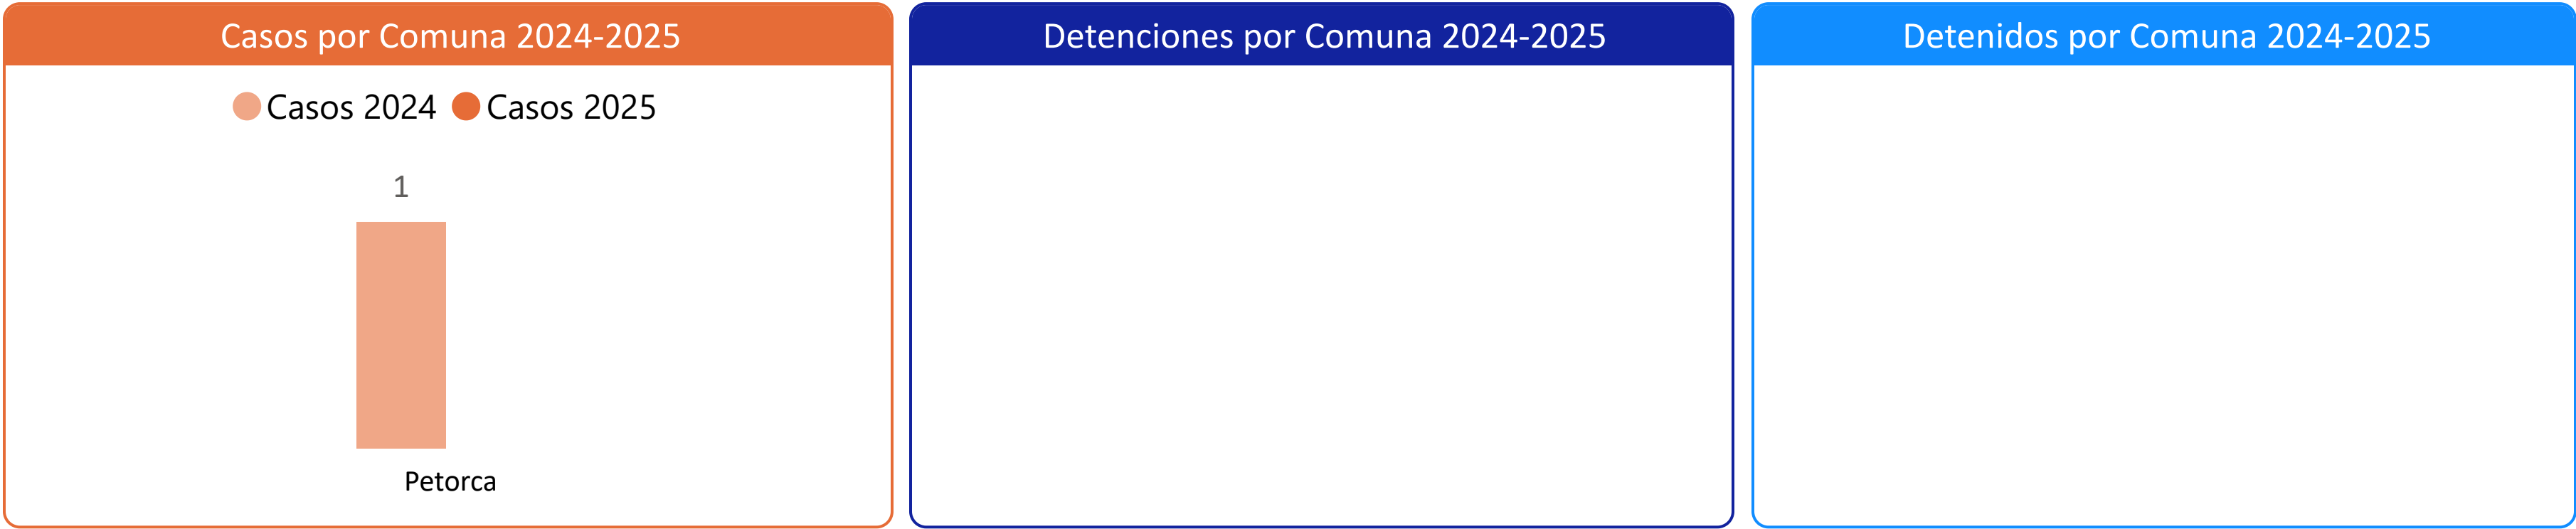 Casos por Comuna 2024-2025
Casos 2024 Casos 2025
1
Petorca
Detenciones por Comuna 2024-2025
Detenidos por Comuna 2024-2025